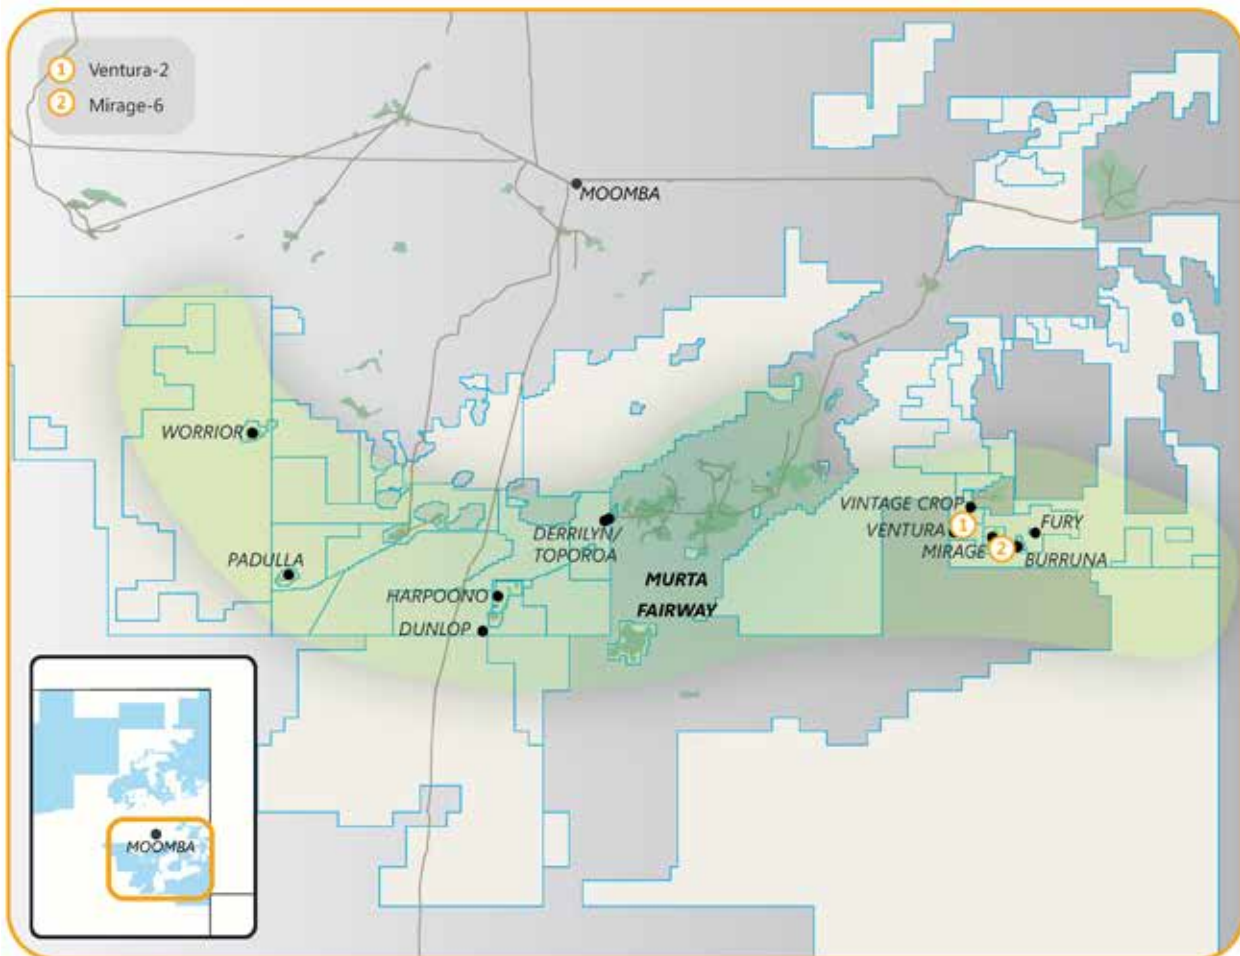 1 Ventura-2
2 Mirage-6
MOOMBA
WORRIOR
VINTAGE CROP
VENTURA
1
FURY
DERRILYN/
TOPOROA
MIRAGE
2
BURRUNA
PADULLA
MURTA
FAIRWAY
HARPOONO
DUNLOP
MOOMBA